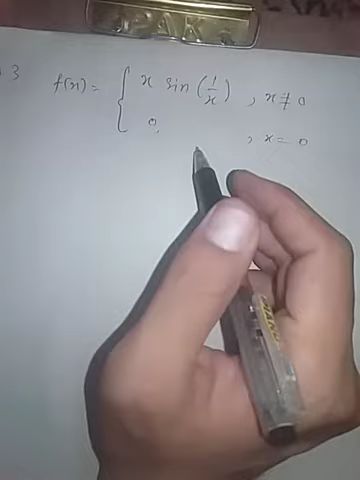 3 f(x) = { x sin (1/x) , x ≠ 0
0, , x = 0